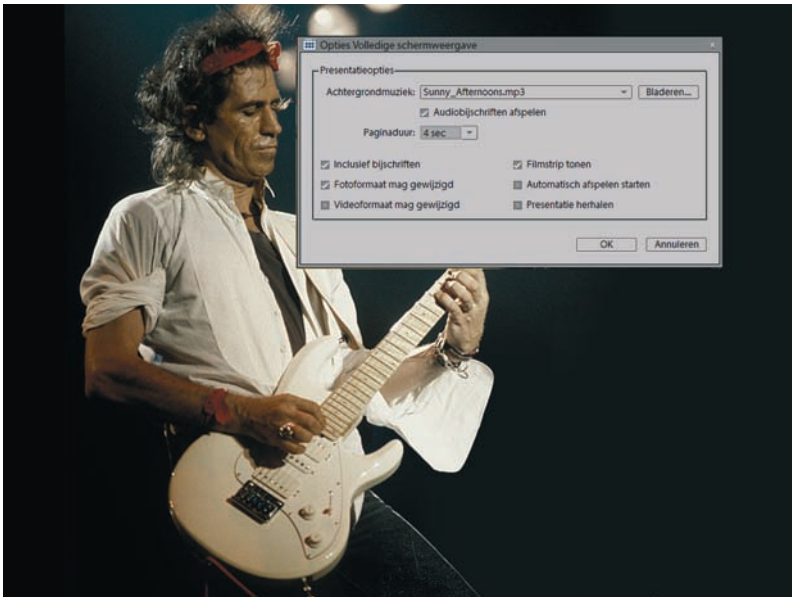 Opties Volledige schermweergave
Presentatieopties
Achtergrondmuziek: Sunny_Afternoons.mp3 Bladeren...
Audiobijschriften afspelen
Paginaduur: 4 sec
Inclusief bijschriften Filmstrip tonen
Fotoformaat mag gewijzigd Automatisch afspelen starten
Videoformaat mag gewijzigd Presentatie herhalen
OK Annuleren